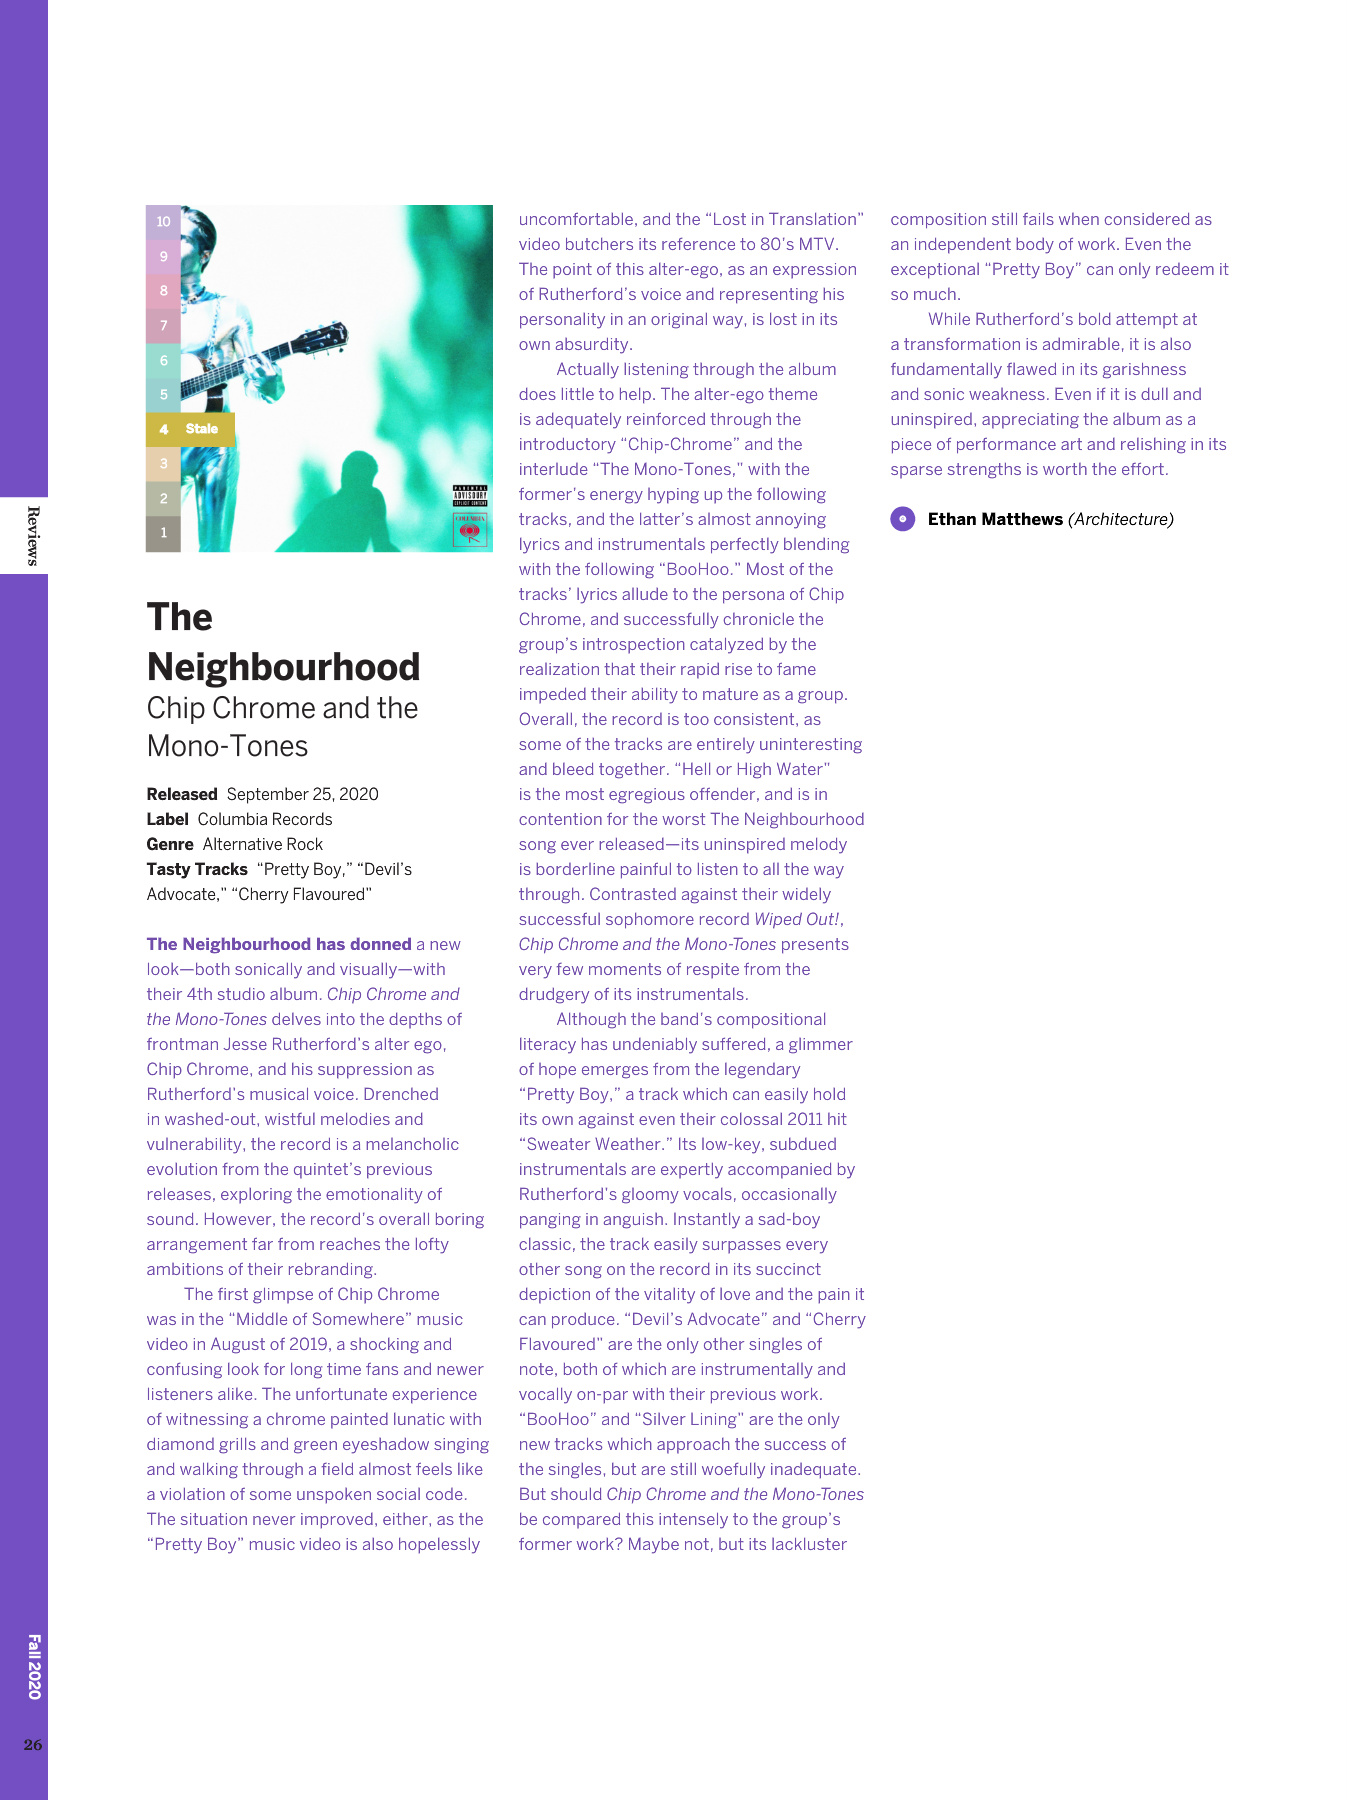 10
9
8
7
6
5
4 Stale
3
2
1
PARENTAL
ADVISORY
EXPLICIT CONTENT
COLUMBIA
Reviews
The
Neighbourhood
Chip Chrome and the
Mono-Tones
Released September 25, 2020
Label Columbia Records
Genre Alternative Rock
Tasty Tracks “Pretty Boy,” “Devil’s
Advocate,” “Cherry Flavoured”
The Neighbourhood has donned a new
look—both sonically and visually—with
their 4th studio album. Chip Chrome and
the Mono-Tones delves into the depths of
frontman Jesse Rutherford’s alter ego,
Chip Chrome, and his suppression as
Rutherford’s musical voice. Drenched
in washed-out, wistful melodies and
vulnerability, the record is a melancholic
evolution from the quintet’s previous
releases, exploring the emotionality of
sound. However, the record’s overall boring
arrangement far from reaches the lofty
ambitions of their rebranding.
The first glimpse of Chip Chrome
was in the “Middle of Somewhere” music
video in August of 2019, a shocking and
confusing look for long time fans and newer
listeners alike. The unfortunate experience
of witnessing a chrome painted lunatic with
diamond grills and green eyeshadow singing
and walking through a field almost feels like
a violation of some unspoken social code.
The situation never improved, either, as the
“Pretty Boy” music video is also hopelessly
uncomfortable, and the “Lost in Translation”
video butchers its reference to 80’s MTV.
The point of this alter-ego, as an expression
of Rutherford’s voice and representing his
personality in an original way, is lost in its
own absurdity.
Actually listening through the album
does little to help. The alter-ego theme
is adequately reinforced through the
introductory “Chip-Chrome” and the
interlude “The Mono-Tones,” with the
former’s energy hyping up the following
tracks, and the latter’s almost annoying
lyrics and instrumentals perfectly blending
with the following “BooHoo.” Most of the
tracks’ lyrics allude to the persona of Chip
Chrome, and successfully chronicle the
group’s introspection catalyzed by the
realization that their rapid rise to fame
impeded their ability to mature as a group.
Overall, the record is too consistent, as
some of the tracks are entirely uninteresting
and bleed together. “Hell or High Water”
is the most egregious offender, and is in
contention for the worst The Neighbourhood
song ever released—its uninspired melody
is borderline painful to listen to all the way
through. Contrasted against their widely
successful sophomore record Wiped Out!,
Chip Chrome and the Mono-Tones presents
very few moments of respite from the
drudgery of its instrumentals.
Although the band’s compositional
literacy has undeniably suffered, a glimmer
of hope emerges from the legendary
“Pretty Boy,” a track which can easily hold
its own against even their colossal 2011 hit
“Sweater Weather.” Its low-key, subdued
instrumentals are expertly accompanied by
Rutherford’s gloomy vocals, occasionally
panging in anguish. Instantly a sad-boy
classic, the track easily surpasses every
other song on the record in its succinct
depiction of the vitality of love and the pain it
can produce. “Devil’s Advocate” and “Cherry
Flavoured” are the only other singles of
note, both of which are instrumentally and
vocally on-par with their previous work.
“BooHoo” and “Silver Lining” are the only
new tracks which approach the success of
the singles, but are still woefully inadequate.
But should Chip Chrome and the Mono-Tones
be compared this intensely to the group’s
former work? Maybe not, but its lackluster
composition still fails when considered as
an independent body of work. Even the
exceptional “Pretty Boy” can only redeem it
so much.
While Rutherford’s bold attempt at
a transformation is admirable, it is also
fundamentally flawed in its garishness
and sonic weakness. Even if it is dull and
uninspired, appreciating the album as a
piece of performance art and relishing in its
sparse strengths is worth the effort.
Ethan Matthews (Architecture)
Fall 2020
26